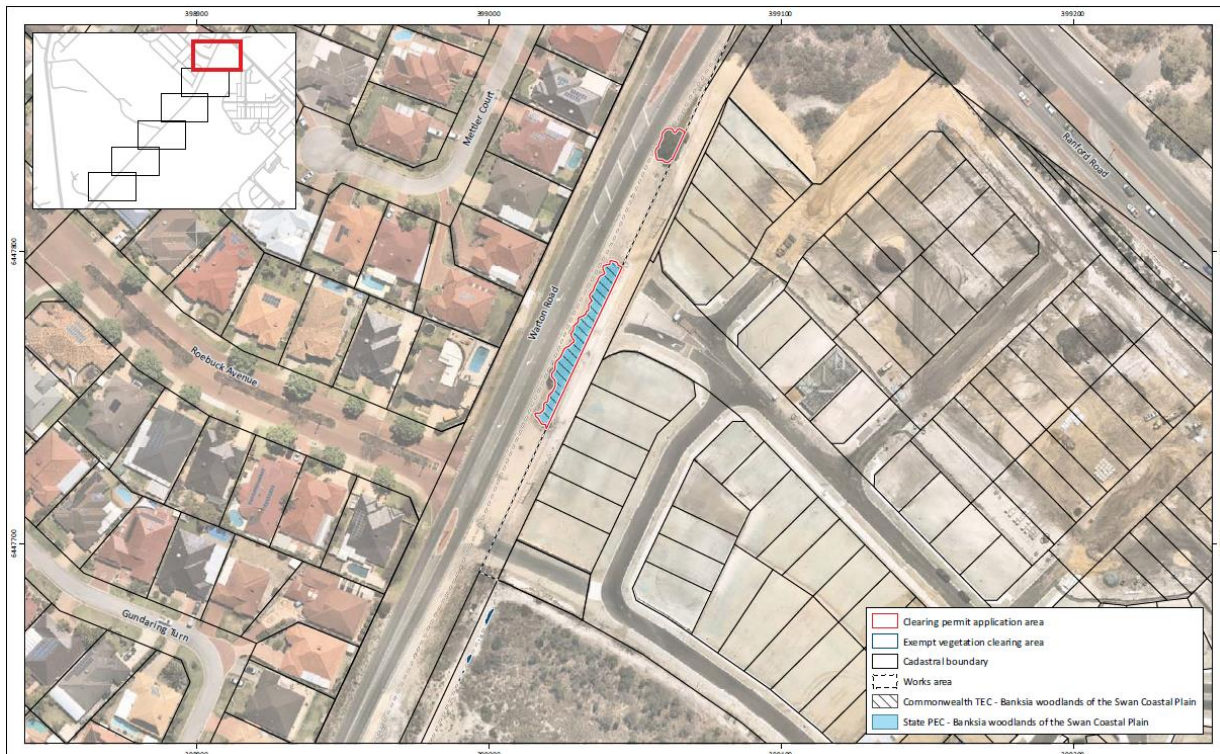 398900
399000
399100
399200
Mettler Court
Ranford Road
6447800
Warton Road
Roebuck Avenue
6447700
Gundaring Turn
Clearing permit application area
Exempt vegetation clearing area
Cadastral boundary
Works area
Commonwealth TEC - Banksia woodlands of the Swan Coastal Plain
State PEC - Banksia woodlands of the Swan Coastal Plain